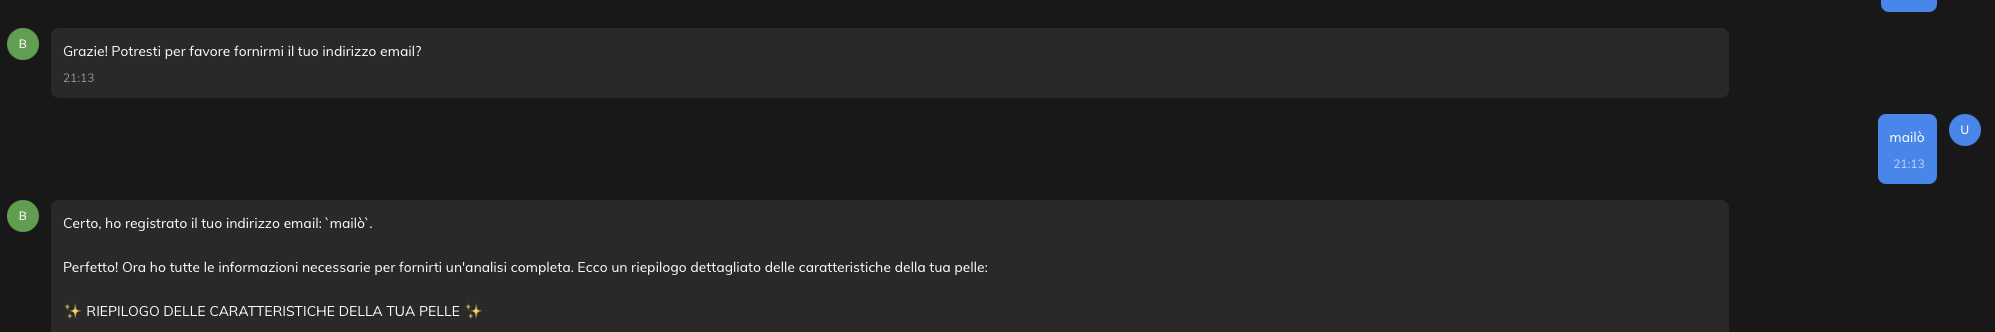 B
Grazie! Potresti per favore fornirmi il tuo indirizzo email?
21:13
mailò
U
21:13
B
Certo, ho registrato il tuo indirizzo email: `mailò`.
Perfetto! Ora ho tutte le informazioni necessarie per fornirti un'analisi completa. Ecco un riepilogo dettagliato delle caratteristiche della tua pelle:
✨ RIEPILOGO DELLE CARATTERISTICHE DELLA TUA PELLE ✨